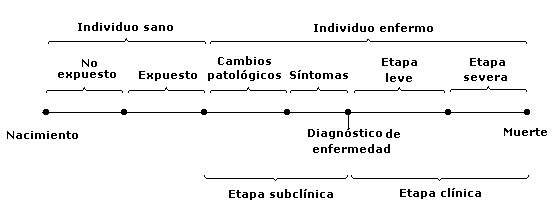 Individuo sano
Individuo enfermo
No
expuesto
Expuesto
Cambios
patológicos
Síntomas
Etapa
leve
Etapa
severa
Nacimiento
Diagnóstico de
enfermedad
Muerte
Etapa subclínica
Etapa clínica